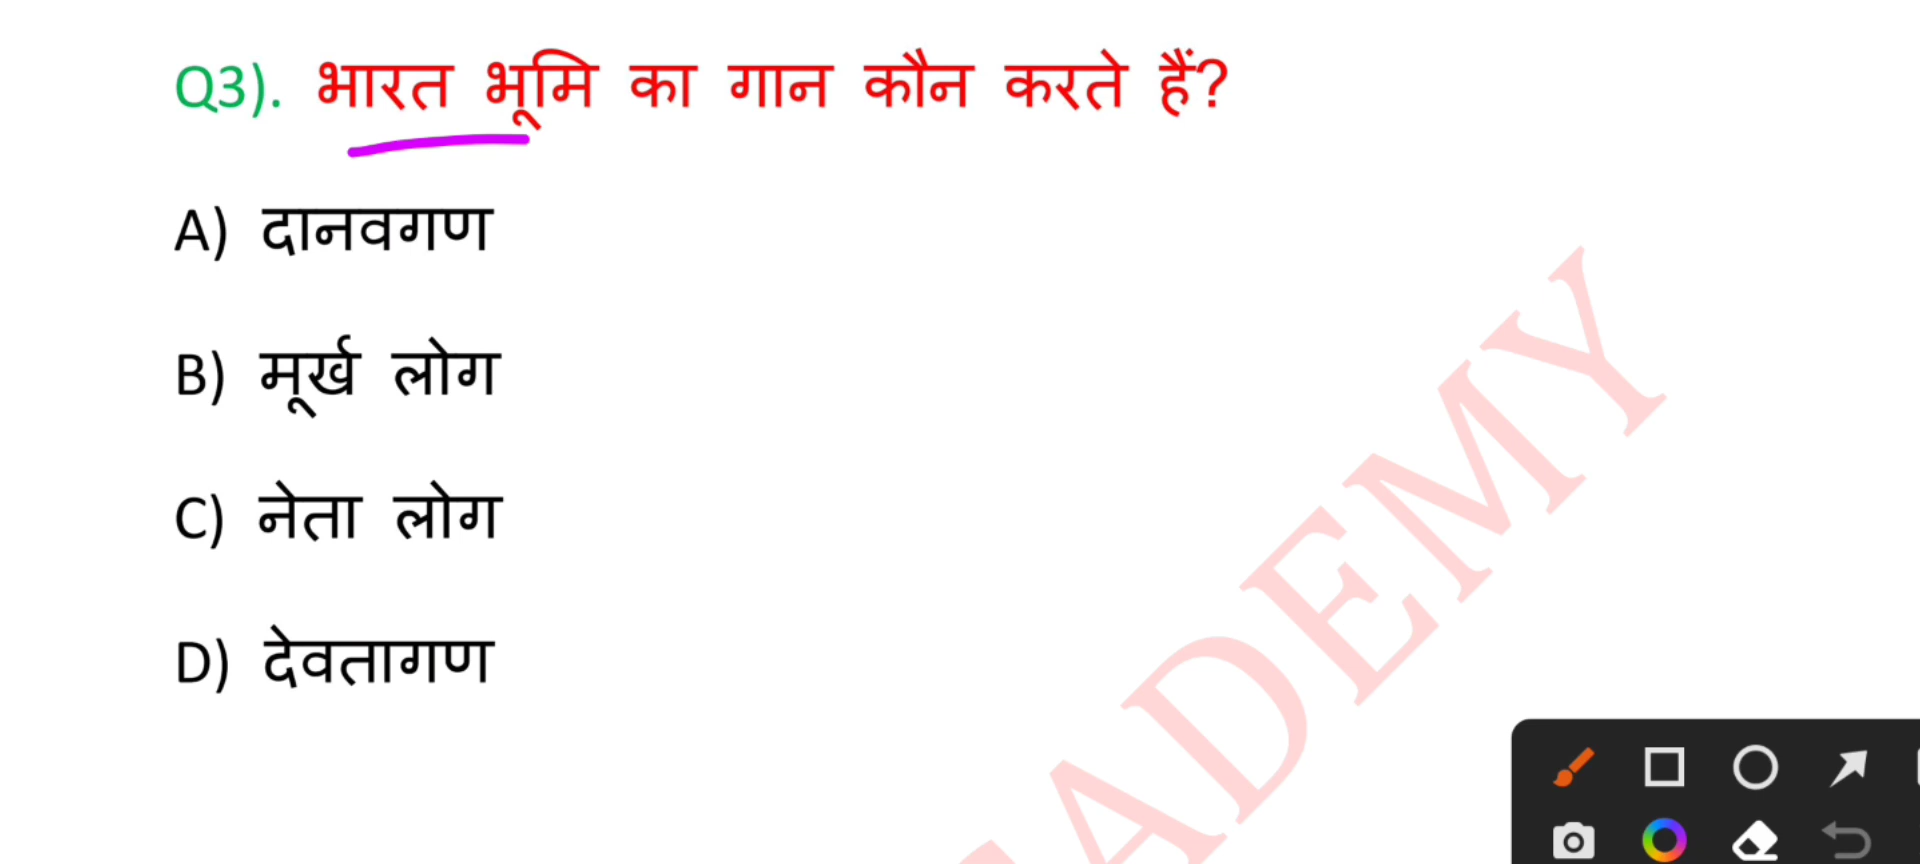 Q3). भारत भूमि का गान कौन करते हैं?
A) दानवगण
B) मूर्ख लोग
C) नेता लोग
D) देवतागण
ADEMY